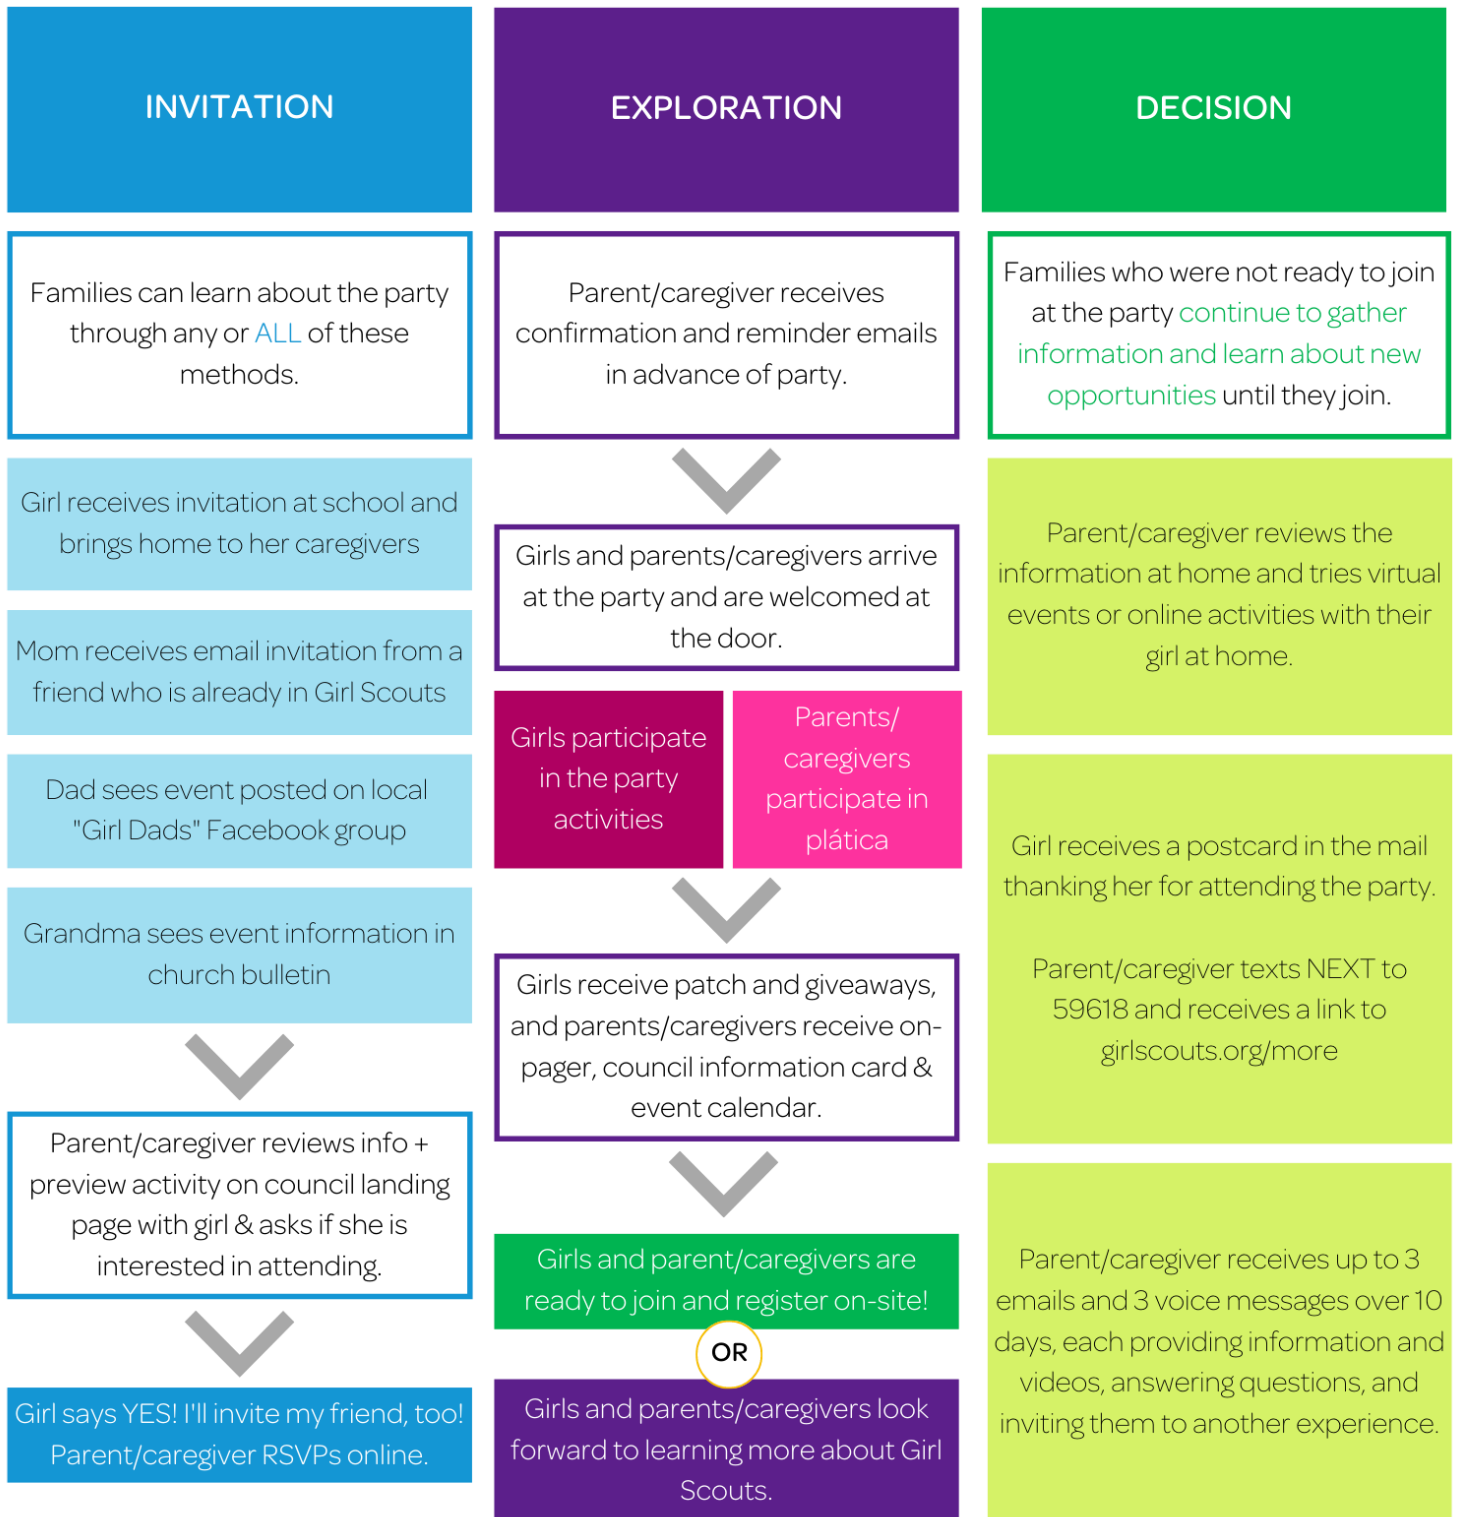 INVITATION
Families can learn about the party
through any or ALL of these
methods.
Girl receives invitation at school and
brings home to her caregivers
Mom receives email invitation from a
friend who is already in Girl Scouts
Dad sees event posted on local
"Girl Dads" Facebook group
Grandma sees event information in
church bulletin
Parent/caregiver reviews info +
preview activity on council landing
page with girl & asks if she is
interested in attending.
Girl says YES! I'll invite my friend, too!
Parent/caregiver RSVPs online.
EXPLORATION
Parent/caregiver receives
confirmation and reminder emails
in advance of party.
Girls and parents/caregivers arrive
at the party and are welcomed at
the door.
Girls participate
in the party
activities
Parents/
caregivers
participate in
plática
Girls receive patch and giveaways,
and parents/caregivers receive on-
pager, council information card &
event calendar.
Girls and parent/caregivers are
ready to join and register on-site!
OR
Girls and parents/caregivers look
forward to learning more about Girl
Scouts.
DECISION
Families who were not ready to join
at the party continue to gather
information and learn about new
opportunities until they join.
Parent/caregiver reviews the
information at home and tries virtual
events or online activities with their
girl at home.
Girl receives a postcard in the mail
thanking her for attending the party.
Parent/caregiver texts NEXT to
59618 and receives a link to
girlscouts.org/more
Parent/caregiver receives up to 3
emails and 3 voice messages over 10
days, each providing information and
videos, answering questions, and
inviting them to another experience.